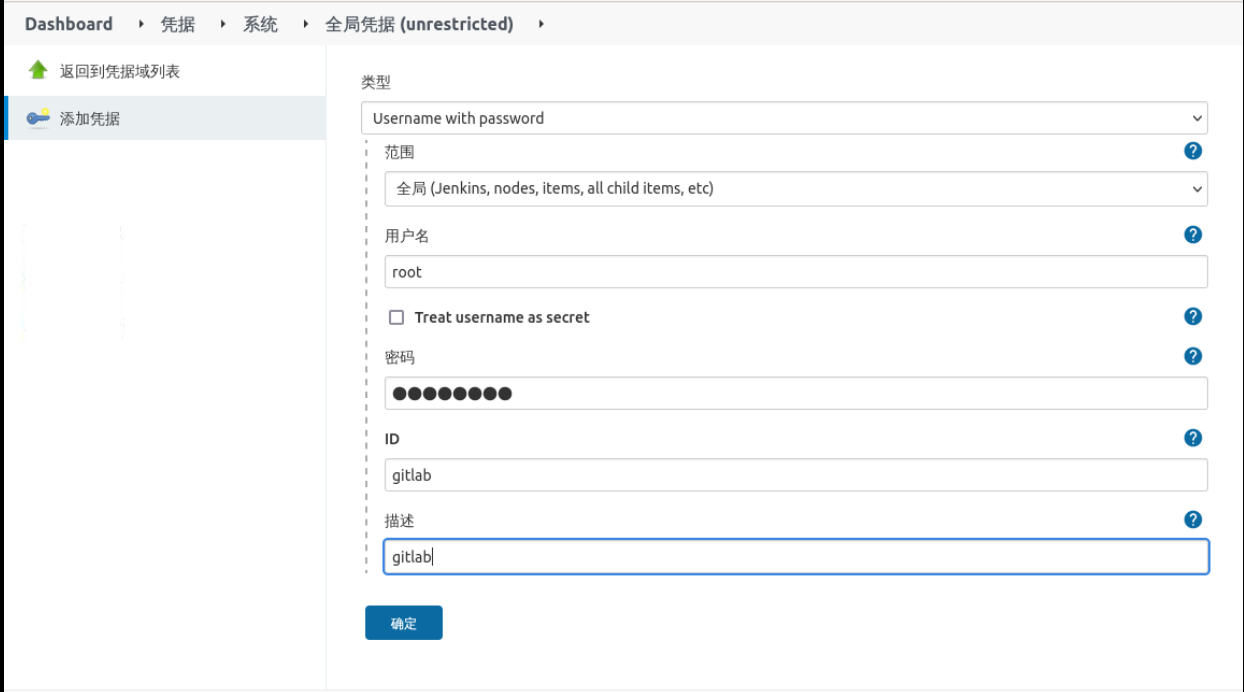 Dashboard 凭据 系统 全局凭据 (unrestricted)
返回到凭据域列表
添加凭据
类型
Username with password
范围
全局 (Jenkins, nodes, items, all child items, etc)
用户名
root
Treat username as secret
密码
●●●●●●●●
ID
gitlab
描述
gitlab
确定